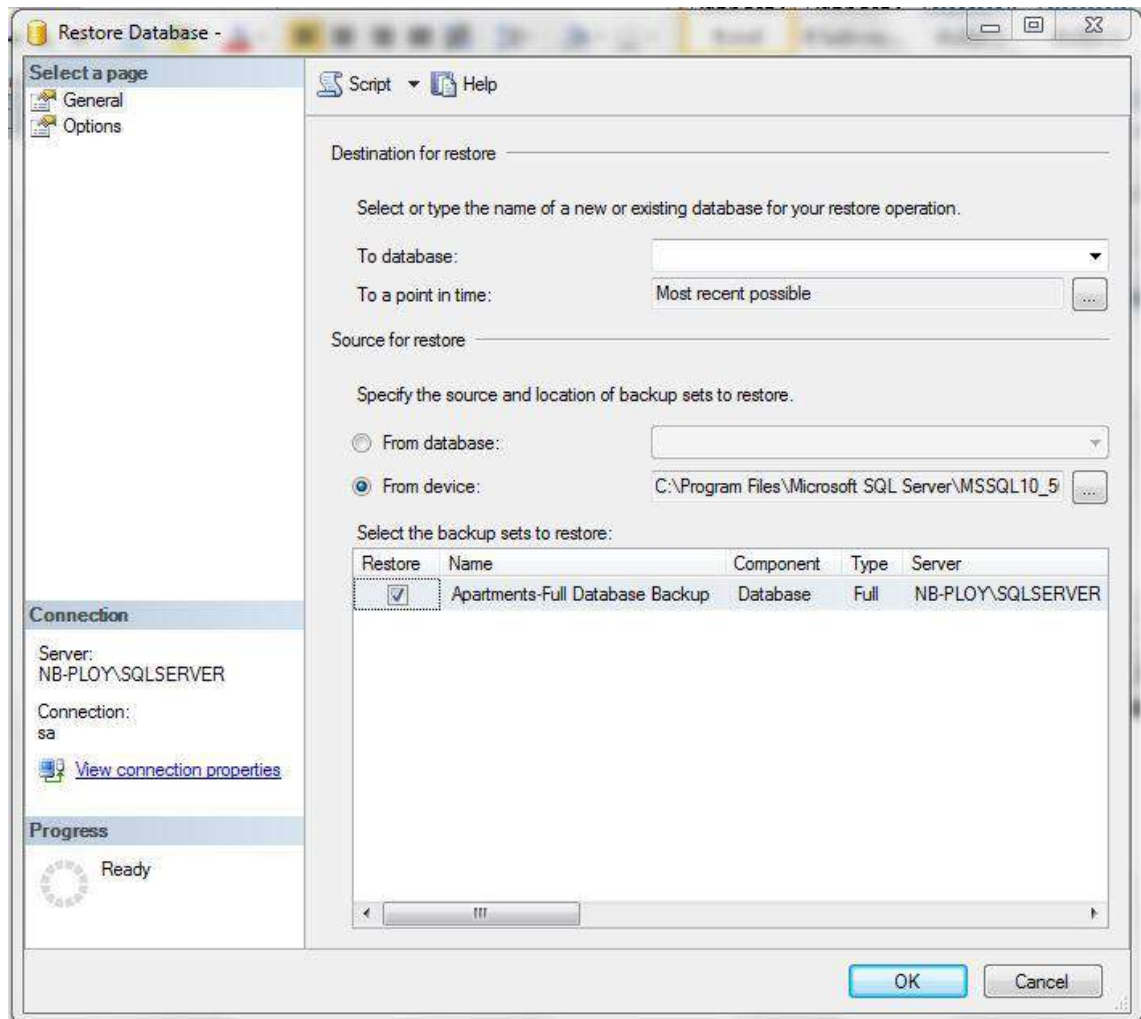 Restore Database -
Select a page
General
Options
Script
Help
Destination for restore
Select or type the name of a new or existing database for your restore operation.
To database:
To a point in time:
Most recent possible
...
Source for restore
Specify the source and location of backup sets to restore.
From database:
From device:
C:\Program Files\Microsoft SQL Server\MSSQL10_5
...
Select the backup sets to restore:
Restore Name Component Type Server
Apartments-Full Database Backup Database Full NB-PLOY\SQLSERVER
Connection
Server:
NB-PLOY\SQLSERVER
Connection:
sa
View connection properties
Progress
Ready
OK
Cancel